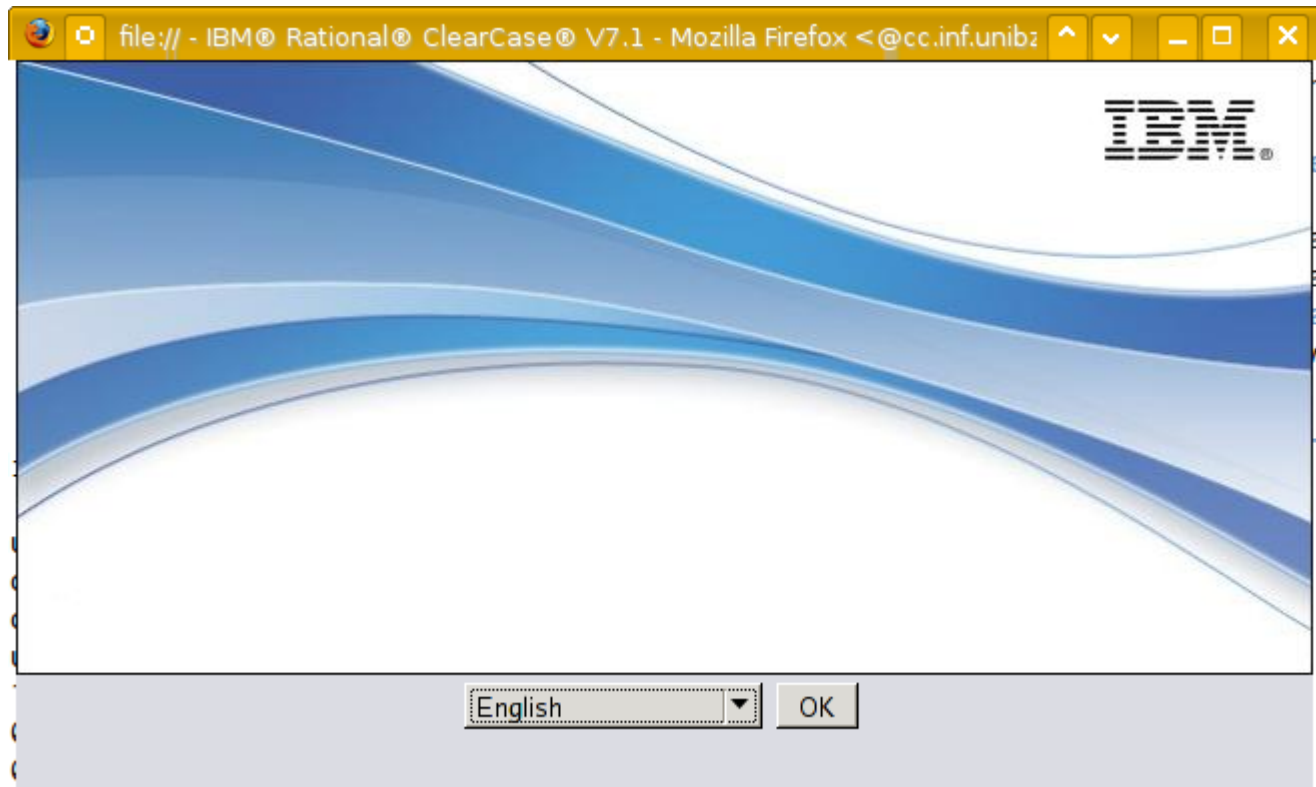 file:// - IBM® Rational® ClearCase® V7.1 - Mozilla Firefox <@cc.inf.unibz
IBM®
English
OK